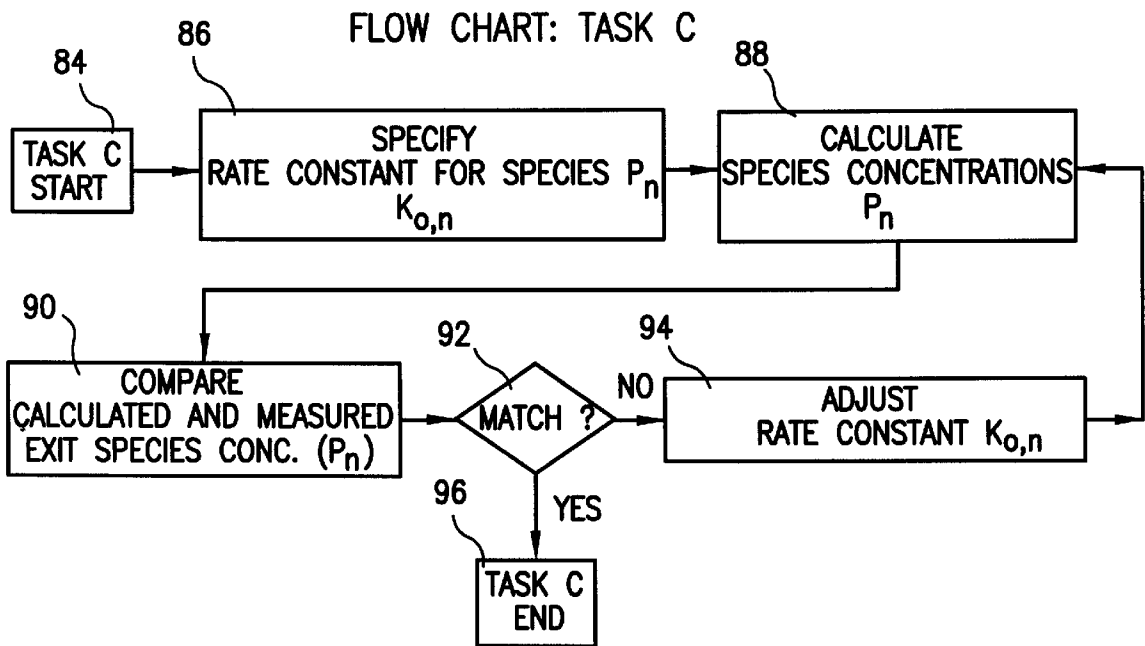 FLOW CHART: TASK C
84
TASK C
START
86
SPECIFY
RATE CONSTANT FOR SPECIES Pn
Ko,n
88
CALCULATE
SPECIES CONCENTRATIONS
Pn
90
COMPARE
CALCULATED AND MEASURED
EXIT SPECIES CONC. (Pn)
92
MATCH ?
NO
94
ADJUST
RATE CONSTANT Ko,n
YES
96
TASK C
END